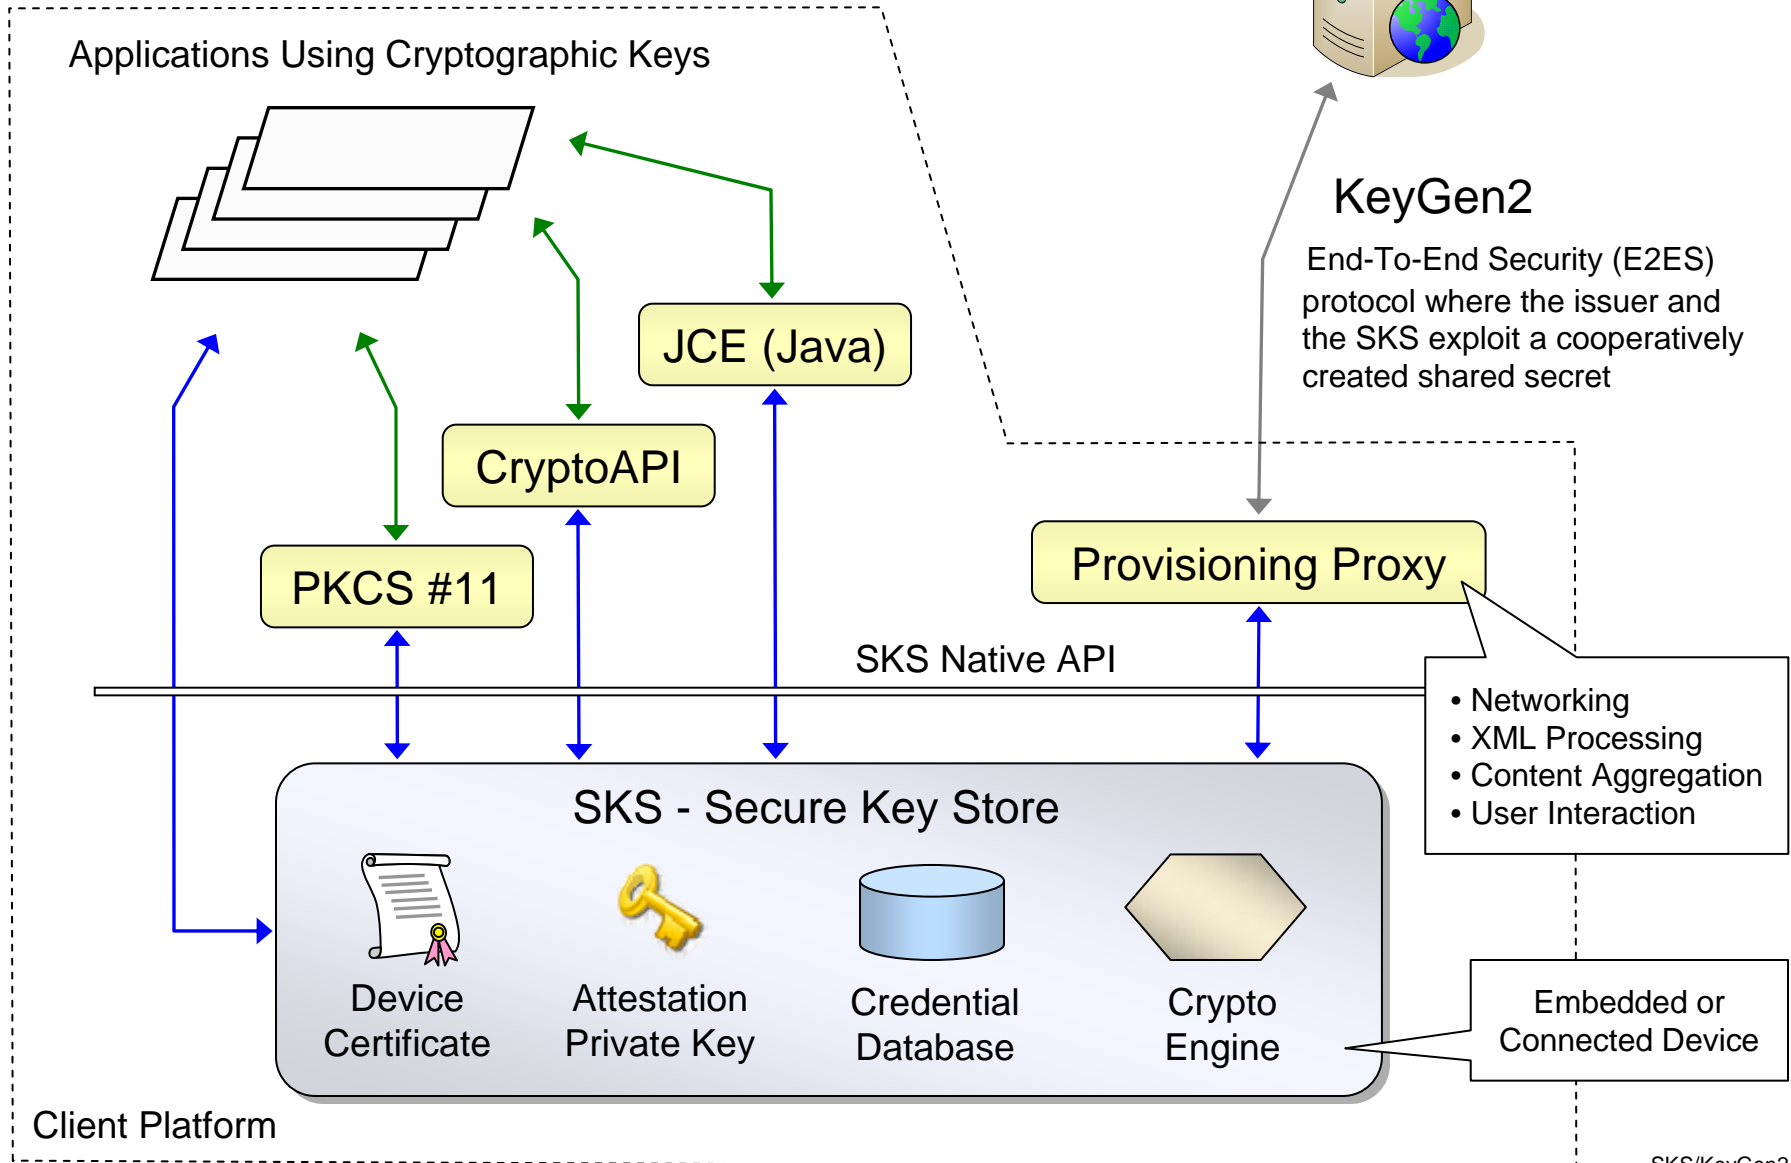 Applications Using Cryptographic Keys
KeyGen2
End-To-End Security (E2ES)
protocol where the issuer and
the SKS exploit a cooperatively
created shared secret
JCE (Java)
CryptoAPI
PKCS #11
Provisioning Proxy
SKS Native API
• Networking
• XML Processing
• Content Aggregation
• User Interaction
SKS - Secure Key Store
Device
Certificate
Attestation
Private Key
Credential
Database
Crypto
Engine
Embedded or
Connected Device
Client Platform
SKS/KeyGen2